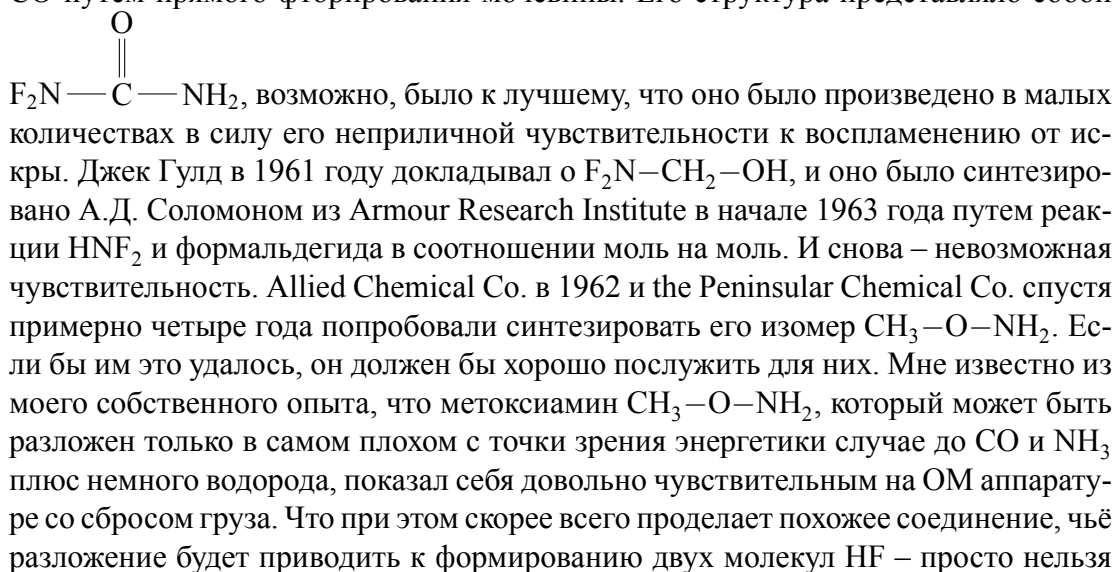 СО путем прямого фторирования мочевины. Его структура представляло собой
O
F₂N—C—NH₂, возможно, было к лучшему, что оно было произведено в малых
количествах в силу его неприличной чувствительности к воспламенению от ис-
кры. Джек Гулд в 1961 году докладывал о F₂N−CH₂−OH, и оно было синтезиро-
вано А.Д. Соломоном из Armour Research Institute в начале 1963 года путем реак-
ции HNF₂ и формальдегида в соотношении моль на моль. И снова – невозможная
чувствительность. Allied Chemical Co. в 1962 и the Peninsular Chemical Co. спустя
примерно четыре года попробовали синтезировать его изомер CH₃−O−NH₂. Ес-
ли бы им это удалось, он должен бы хорошо послужить для них. Мне известно из
моего собственного опыта, что метоксиамин CH₃−O−NH₂, который может быть
разложен только в самом плохом с точки зрения энергетики случае до CO и NH₃
плюс немного водорода, показал себя довольно чувствительным на ОМ аппарату-
ре со сбросом груза. Что при этом скорее всего проделает похожее соединение, чьё
разложение будет приводить к формированию двух молекул HF – просто нельзя